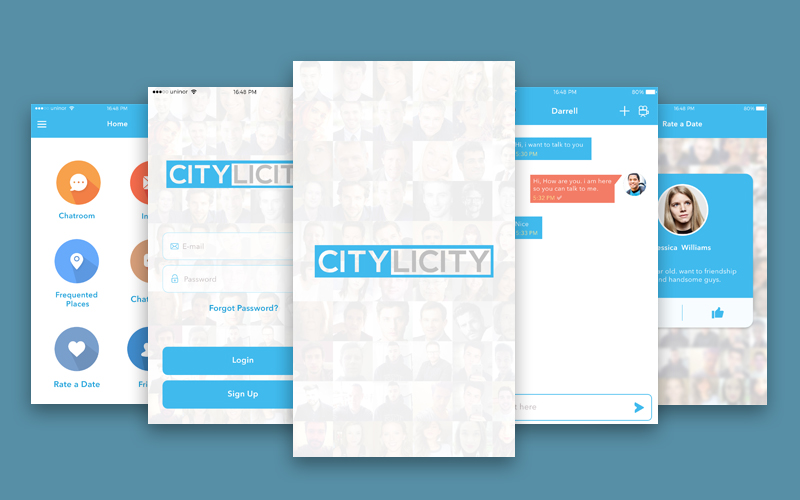 uninor 16:48 PM
Home
Chatroom
In
Frequented
Places
Chat
Rate a Date
Fri
uninor 16:48 PM
CITYLICITY
E-mail
Password
Forgot Password?
Login
Sign Up
CITYLICITY
16:48 PM 80%
Darrell
Hi, i want to talk to you
5:30 PM
Hi, How are you. i am here
so you can talk to me.
5:32 PM
Nice
5:33 PM
t here
16:48 PM 80%
Rate a Date
essica Williams
ar old. want to friendship
nd handsome guys.